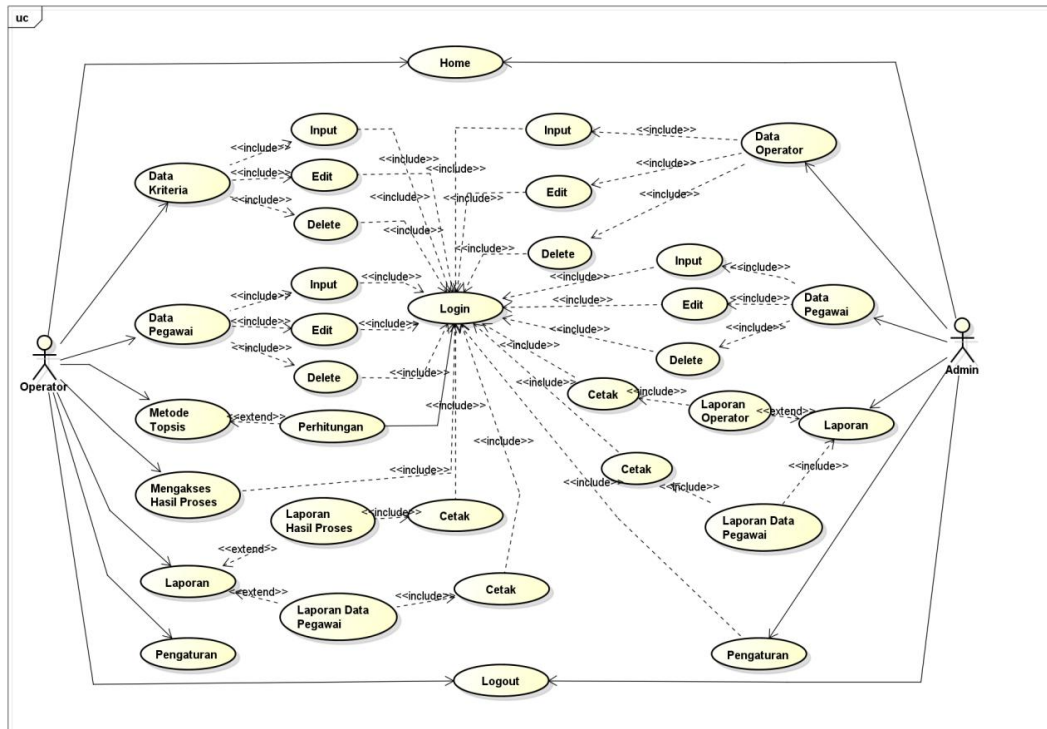 uc
Home
Input
<<include>>
Input
<<include>>
Data
Operator
<<include>>
<<include>>
Data
Kriteria
<<include>>
Edit
<<include>>
<<include>>
Edit
<<include>>
<<include>>
<<include>>
Delete
<<include>>
<<include>>
Delete
<<include>>
Input
<<include>>
Input
<<include>>
<<include>>
Data
Pegawai
<<include>>
<<include>>
Edit
<<include>>
Login
<<include>>
Edit
<<include>>
Data
Pegawai
<<include>>
Delete
<<include>>
<<include>>
Delete
<<include>>
Operator
Admin
<<include>>
Cetak
<<include>>
Laporan
Operator
<<extend>>
Laporan
Metode
Topsis
<<extend>>
Perhitungan
<<include>>
<<include>>
<<include>>
<<include>>
Mengakses
Hasil Proses
<<include>>
Cetak
<<include>>
<<include>>
Laporan
Hasil Proses
<<include>>
Cetak
Laporan Data
Pegawai
<<extend>>
Laporan
<<extend>>
Laporan Data
Pegawai
<<include>>
Cetak
Pengaturan
Pengaturan
Logout